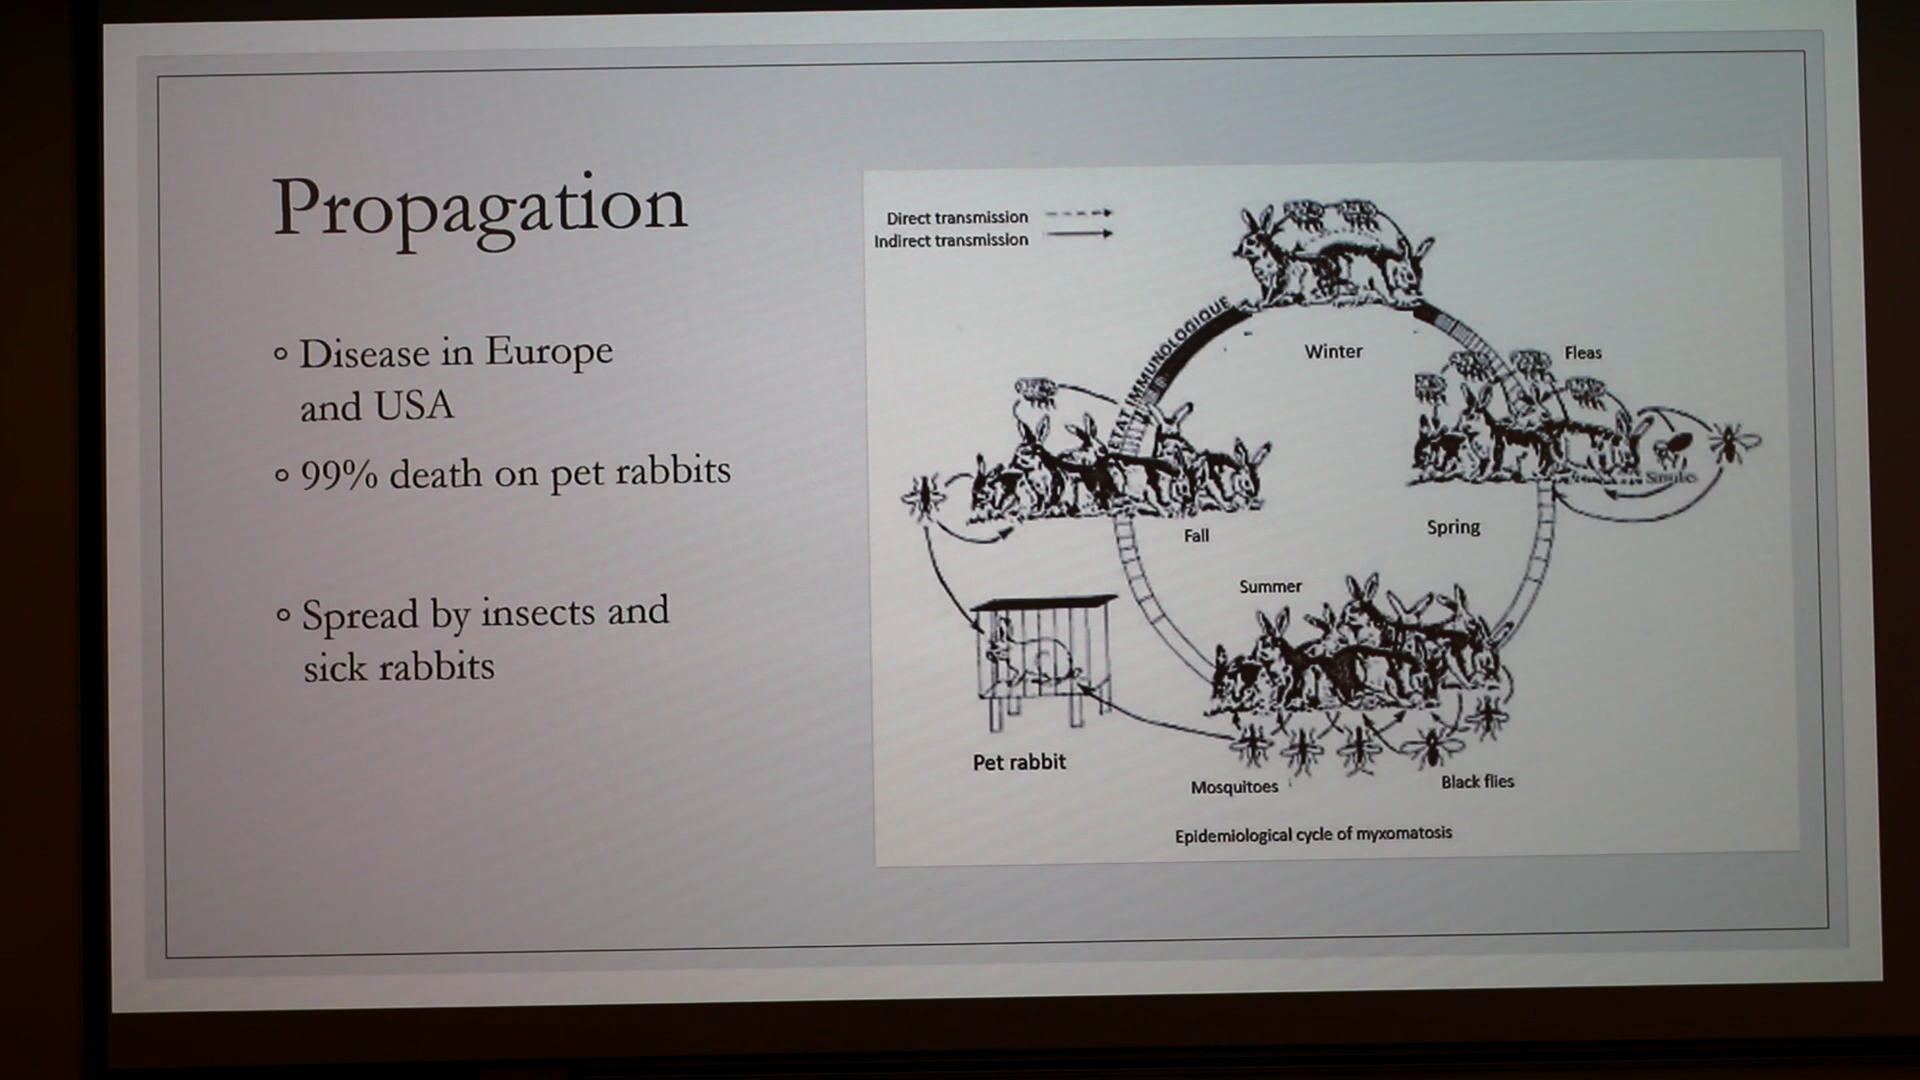 Propagation
Disease in Europe
and USA
99% death on pet rabbits
Spread by insects and
sick rabbits
Direct transmission
Indirect transmission
ETAT IMMUNOLOGIQUE
Winter
Fleas
Simulies
Fall
Spring
Summer
Pet rabbit
Mosquitoes
Black flies
Epidemiological cycle of myxomatosis